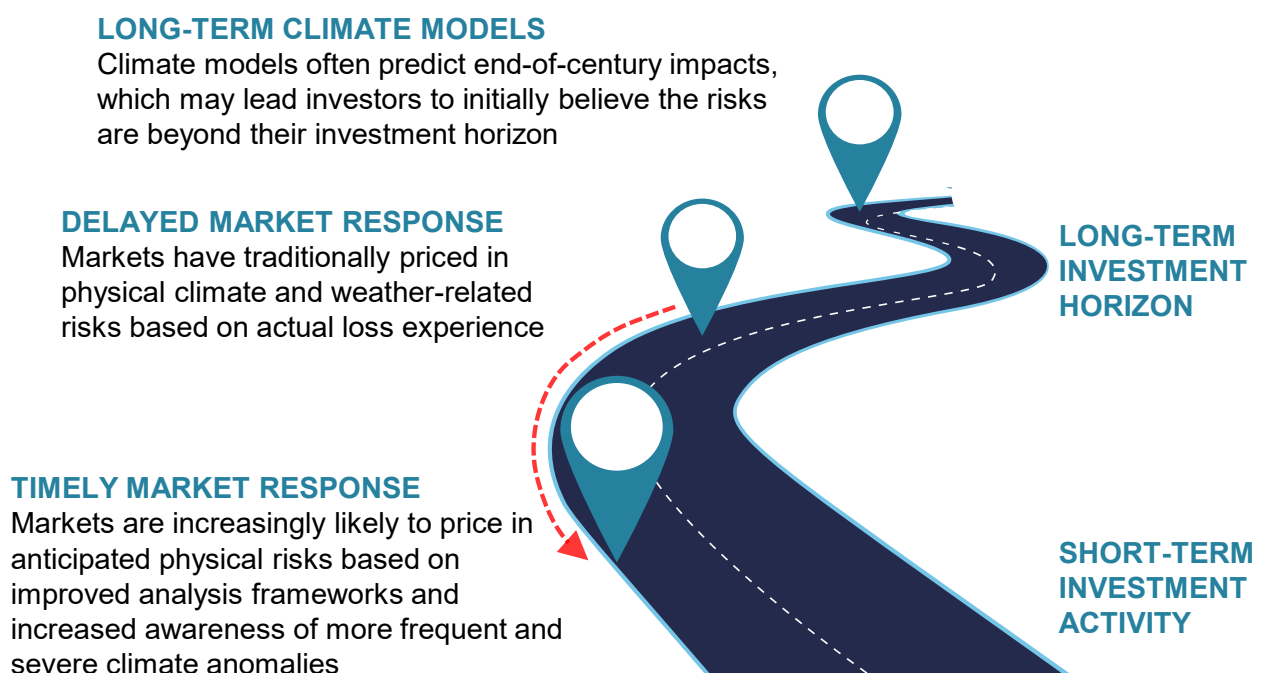 LONG-TERM CLIMATE MODELS
Climate models often predict end-of-century impacts,
which may lead investors to initially believe the risks
are beyond their investment horizon
DELAYED MARKET RESPONSE
Markets have traditionally priced in
physical climate and weather-related
risks based on actual loss experience
LONG-TERM
INVESTMENT
HORIZON
TIMELY MARKET RESPONSE
Markets are increasingly likely to price in
anticipated physical risks based on
improved analysis frameworks and
increased awareness of more frequent and
severe climate anomalies
SHORT-TERM
INVESTMENT
ACTIVITY